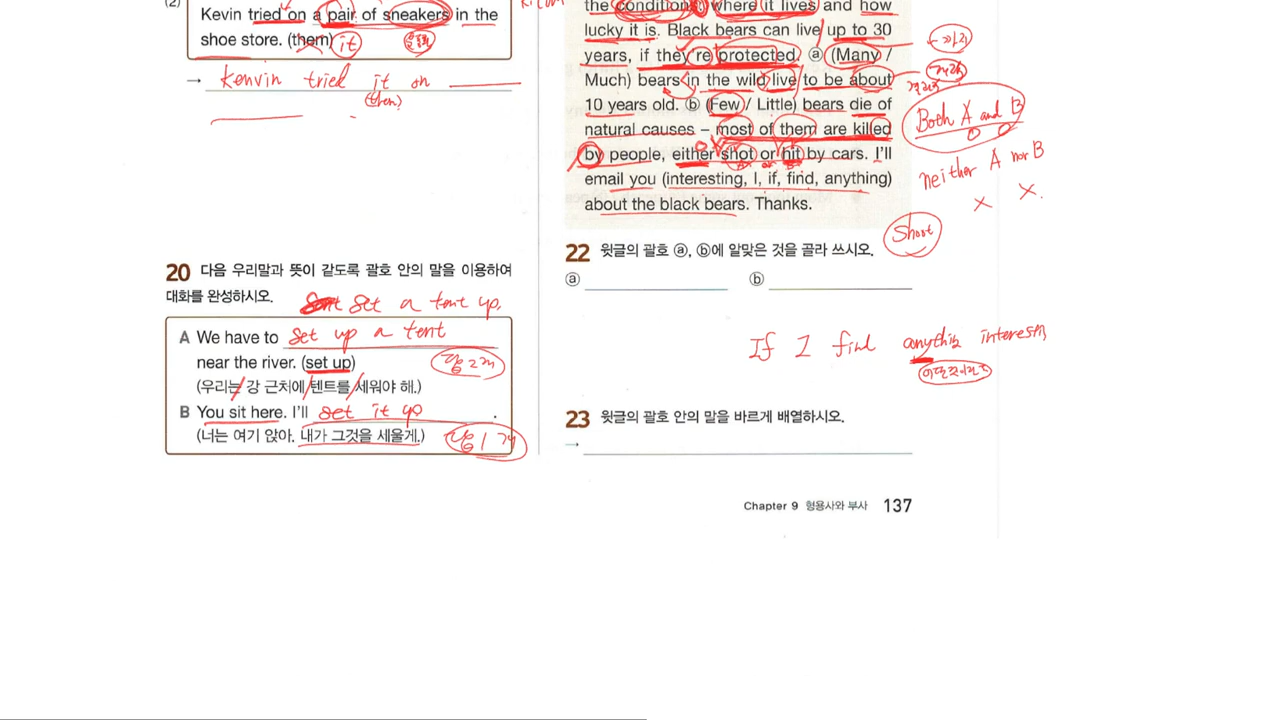 (2)
Kevin tried on a pair of sneakers in the
shoe store. (them) it
→ Kenvin tried it on
(then?)
20 다음 우리말과 뜻이 같도록 괄호 안의 말을 이용하여
대화를 완성하시오.
set a tent up.
A We have to set up a tent
near the river. (set up) 답 2개
(우리는 강 근처에 텐트를 세워야 해.)
B You sit here. I'll set it up .
(너는 여기 앉아. 내가 그것을 세울게.) 답 1개
the conditions where it lives and how
lucky it is. Black bears can live up to 30
years, if they're protected. ⓐ (Many /
Much) bears in the wild live to be about
10 years old. ⓑ (Few / Little) bears die of
natural causes – most of them are killed
by people, either shot or hit by cars. I'll
email you (interesting, I, if, find, anything)
about the black bears. Thanks.
Both A and B
neither A nor B
Shoot
22 윗글의 괄호 ⓐ, ⓑ에 알맞은 것을 골라 쓰시오.
ⓐ ⓑ
If I find anything interesting
23 윗글의 괄호 안의 말을 바르게 배열하시오.
→
Chapter 9 형용사와 부사 137